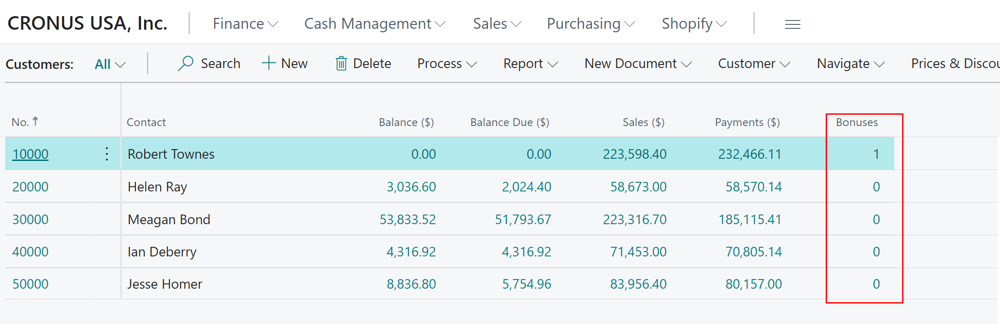 CRONUS USA, Inc. Finance Cash Management Sales Purchasing Shopify
Customers: All Search New Delete Process Report New Document Customer Navigate Prices & Discou
No. ↑ Contact Balance ($) Balance Due ($) Sales ($) Payments ($) Bonuses
10000 Robert Townes 0.00 0.00 223,598.40 232,466.11 1
20000 Helen Ray 3,036.60 2,024.40 58,673.00 58,570.14 0
30000 Meagan Bond 53,833.52 51,793.67 223,316.70 185,115.41 0
40000 Ian Deberry 4,316.92 4,316.92 71,453.00 70,805.14 0
50000 Jesse Homer 8,836.80 5,754.96 83,956.40 80,157.00 0